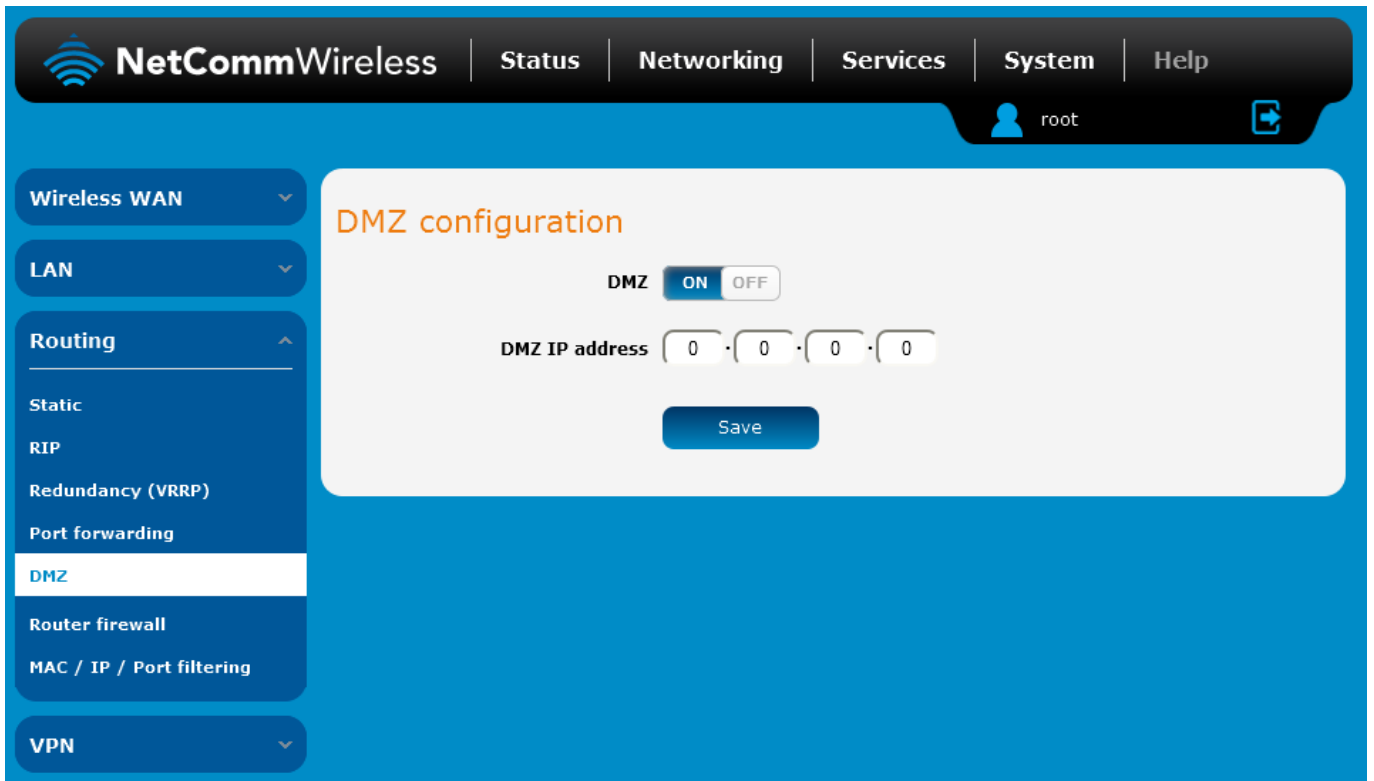 NetCommWireless Status Networking Services System Help
root
Wireless WAN
LAN
Routing
Static
RIP
Redundancy (VRRP)
Port forwarding
DMZ
Router firewall
MAC / IP / Port filtering
VPN
DMZ configuration
DMZ ON OFF
DMZ IP address 0 · 0 · 0 · 0
Save